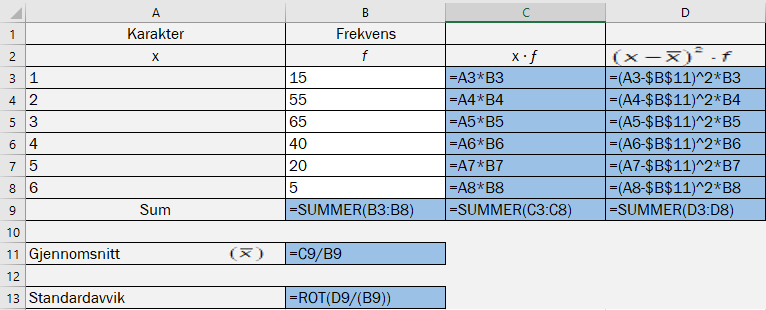 A B C D
1 Karakter Frekvens
2 x f x · f (x − x̅)² · f
3 1 15 =A3*B3 =(A3-$B$11)^2*B3
4 2 55 =A4*B4 =(A4-$B$11)^2*B4
5 3 65 =A5*B5 =(A5-$B$11)^2*B5
6 4 40 =A6*B6 =(A6-$B$11)^2*B6
7 5 20 =A7*B7 =(A7-$B$11)^2*B7
8 6 5 =A8*B8 =(A8-$B$11)^2*B8
9 Sum =SUMMER(B3:B8) =SUMMER(C3:C8) =SUMMER(D3:D8)
10
11 Gjennomsnitt (x̅) =C9/B9
12
13 Standardavvik =ROT(D9/(B9))